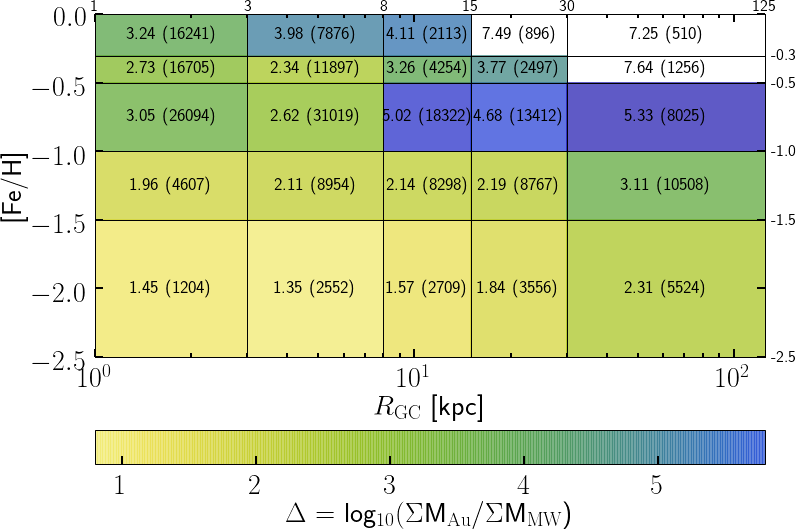 1 3 8 15 30 125
0.0 3.24 (16241) 3.98 (7876) 4.11 (2113) 7.49 (896) 7.25 (510)
-0.3
2.73 (16705) 2.34 (11897) 3.26 (4254) 3.77 (2497) 7.64 (1256)
−0.5 -0.5
3.05 (26094) 2.62 (31019) 5.02 (18322) 4.68 (13412) 5.33 (8025)
−1.0 -1.0
[Fe/H]
1.96 (4607) 2.11 (8954) 2.14 (8298) 2.19 (8767) 3.11 (10508)
−1.5 -1.5
1.45 (1204) 1.35 (2552) 1.57 (2709) 1.84 (3556) 2.31 (5524)
−2.0
−2.5 -2.5
10⁰ 10¹ 10²
R_GC [kpc]
1 2 3 4 5
Δ = log₁₀(ΣM_Au/ΣM_MW)